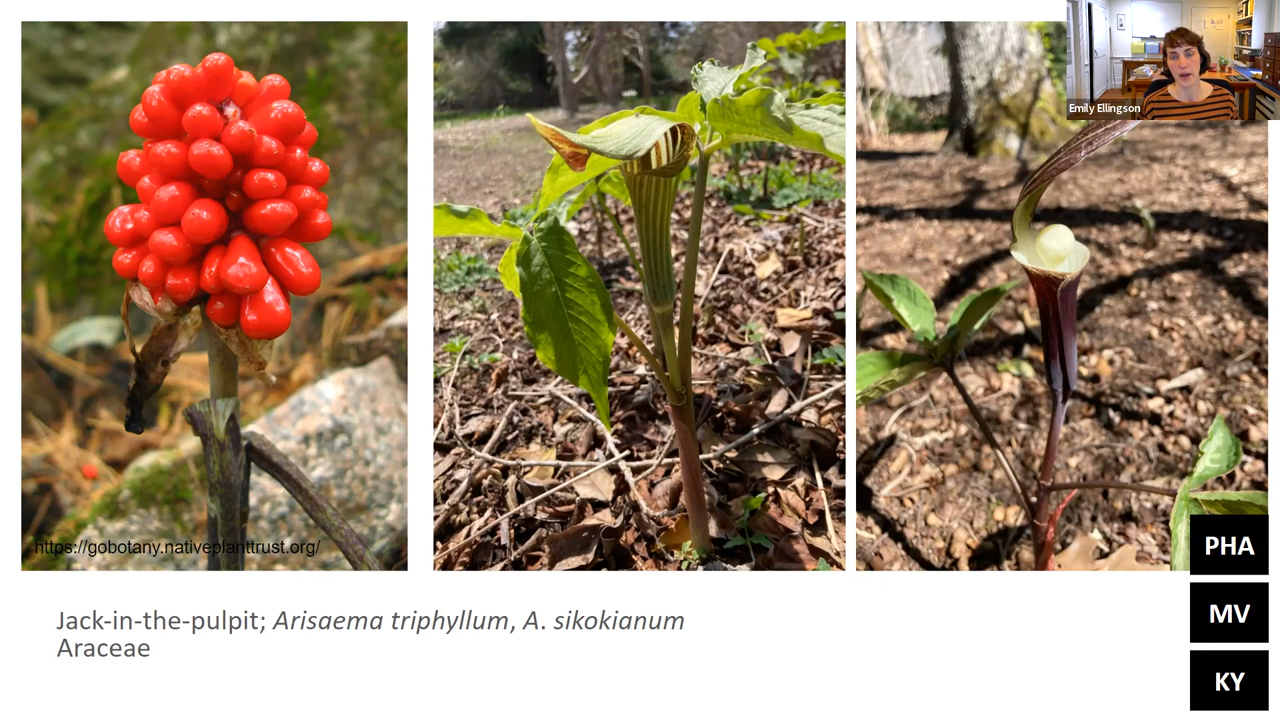 Emily Ellingson
https://gobotany.nativeplanttrust.org/
Jack-in-the-pulpit; Arisaema triphyllum, A. sikokianum
Araceae
PHA
MV
KY